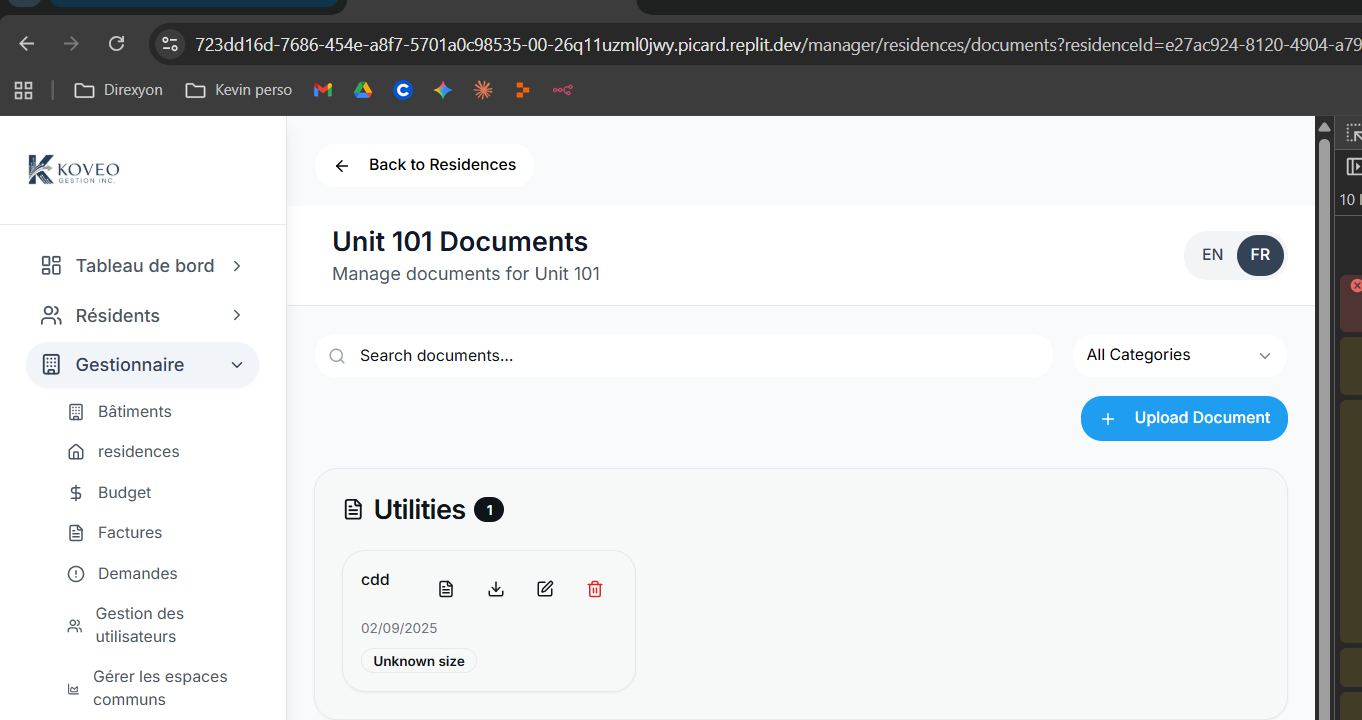 723dd16d-7686-454e-a8f7-5701a0c98535-00-26q11uzml0jwy.picard.replit.dev/manager/residences/documents?residenceId=e27ac924-8120-4904-a79
Direxyon
Kevin perso
KOVEO
GESTION INC.
Back to Residences
Unit 101 Documents
Manage documents for Unit 101
EN
FR
Tableau de bord
Résidents
Gestionnaire
Bâtiments
residences
Budget
Factures
Demandes
Gestion des
utilisateurs
Gérer les espaces
communs
Search documents...
All Categories
+ Upload Document
Utilities 1
cdd
02/09/2025
Unknown size
10